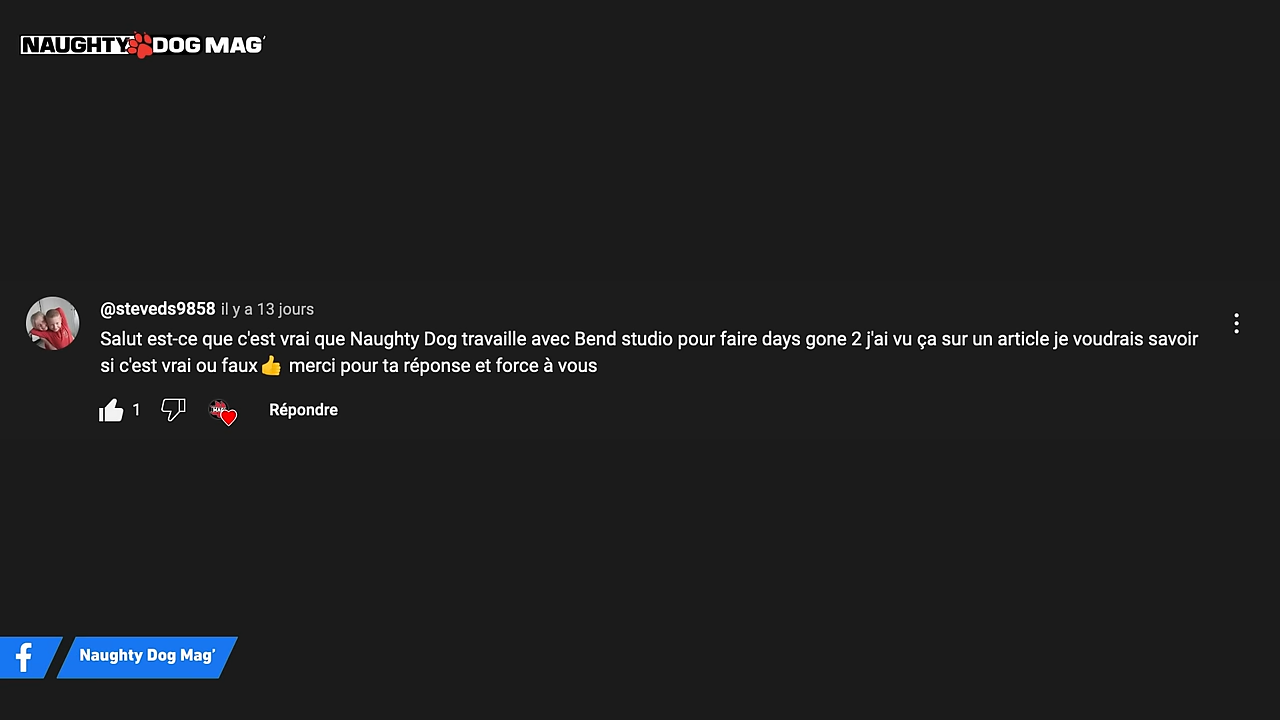 NAUGHTY DOG MAG'
@steveds9858 il y a 13 jours
Salut est-ce que c'est vrai que Naughty Dog travaille avec Bend studio pour faire days gone 2 j'ai vu ça sur un article je voudrais savoir
si c'est vrai ou faux👍 merci pour ta réponse et force à vous
1
Répondre
Naughty Dog Mag'